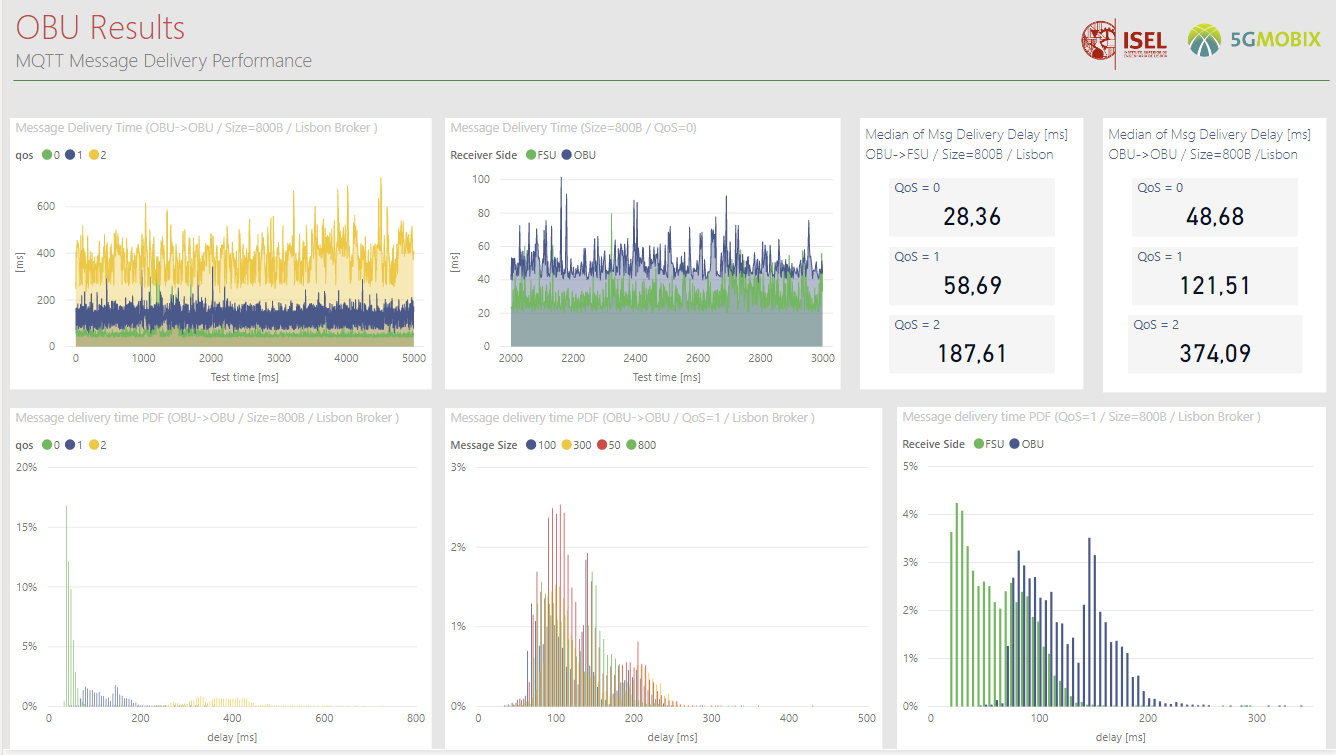 OBU Results
MQTT Message Delivery Performance
ISEL
5GMOBIX
Message Delivery Time (OBU->OBU / Size=800B / Lisbon Broker )
qos 0 1 2
600
400
200
0
[ms]
0 1000 2000 3000 4000 5000
Test time [ms]
Message Delivery Time (Size=800B / QoS=0)
Receiver Side FSU OBU
100
80
60
40
20
0
[ms]
2000 2200 2400 2600 2800 3000
Test time [ms]
Median of Msg Delivery Delay [ms]
OBU->FSU / Size=800B / Lisbon
QoS = 0
28,36
QoS = 1
58,69
QoS = 2
187,61
Median of Msg Delivery Delay [ms]
OBU->OBU / Size=800B /Lisbon
QoS = 0
48,68
QoS = 1
121,51
QoS = 2
374,09
Message delivery time PDF (OBU->OBU / Size=800B / Lisbon Broker )
qos 0 1 2
20%
15%
10%
5%
0%
0 200 400 600 800
delay [ms]
Message delivery time PDF (OBU->OBU / QoS=1 / Lisbon Broker )
Message Size 100 300 50 800
3%
2%
1%
0%
0 100 200 300 400 500
delay [ms]
Message delivery time PDF (QoS=1 / Size=800B / Lisbon Broker )
Receive Side FSU OBU
5%
4%
3%
2%
1%
0%
0 100 200 300
delay [ms]